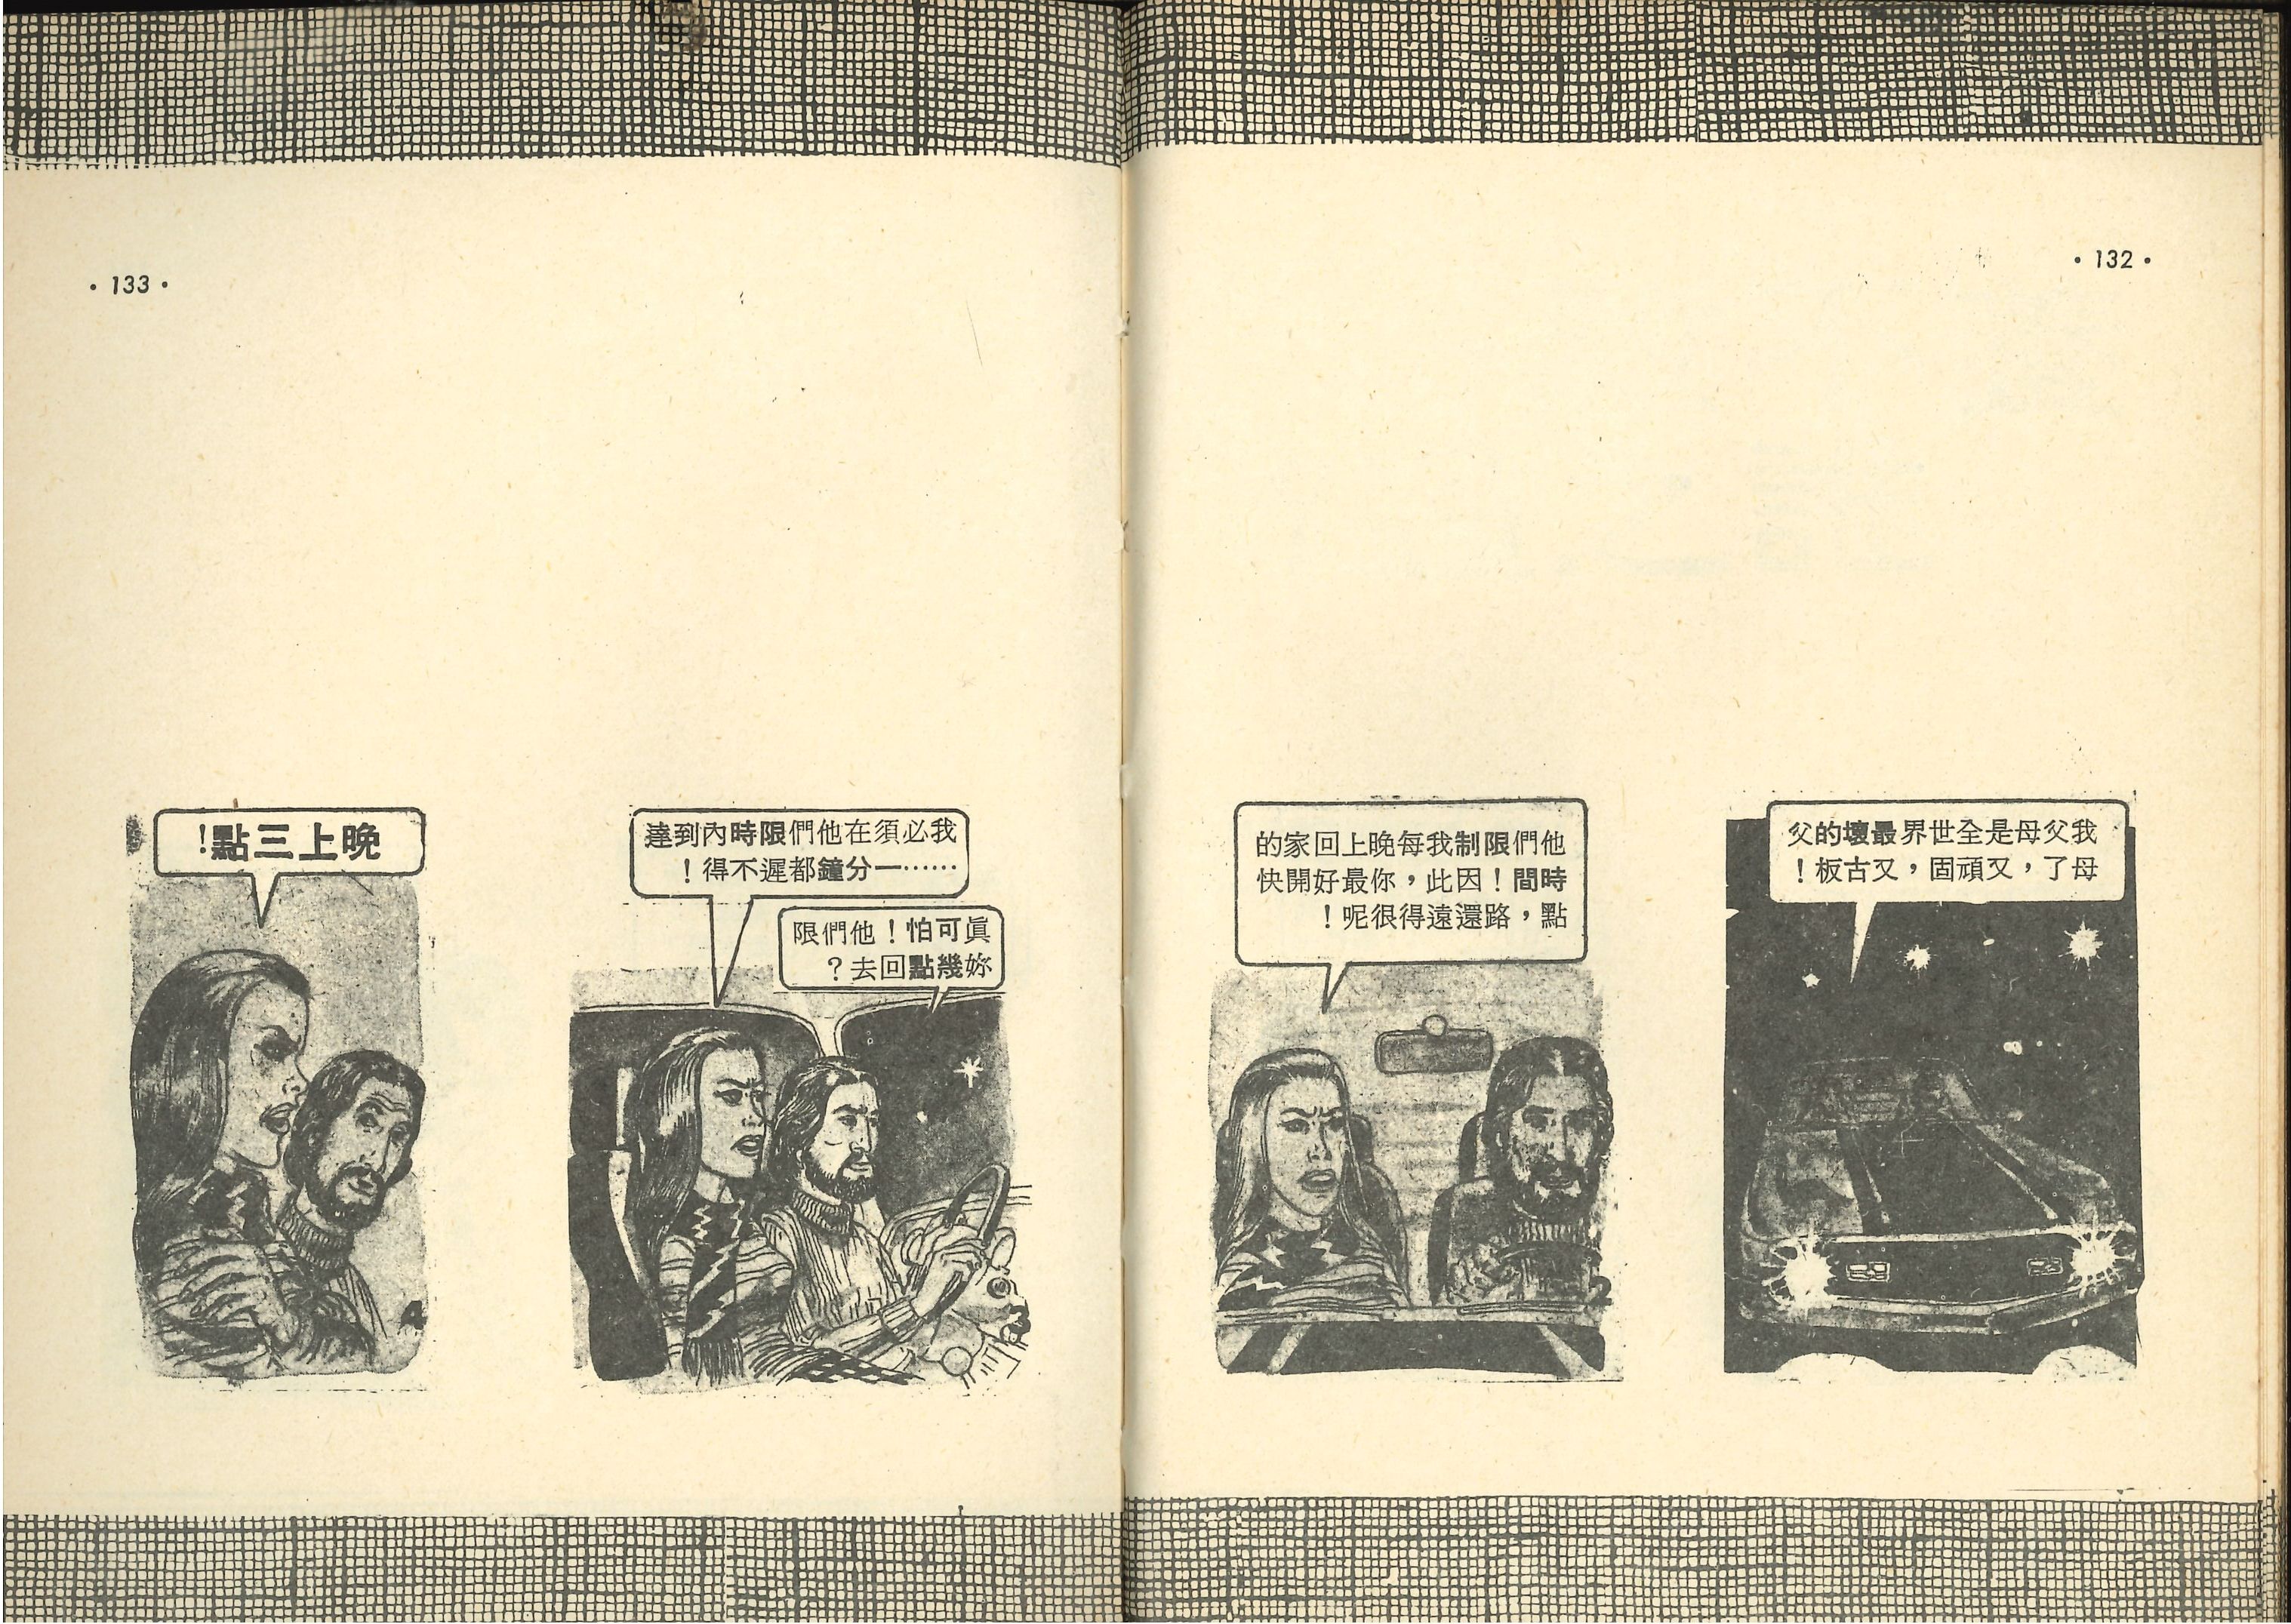 ·132·
我父母是全世界最壞的父
母了，又頑固，又古板！
他們限制我每晚上回家的
時間！因此，你最好開快
點，路還遠得很呢！
·133·
我必須在他們限時內到達
……一分鐘都遲不得！
眞可怕！他們限
妳幾點回去？
晚上三點！